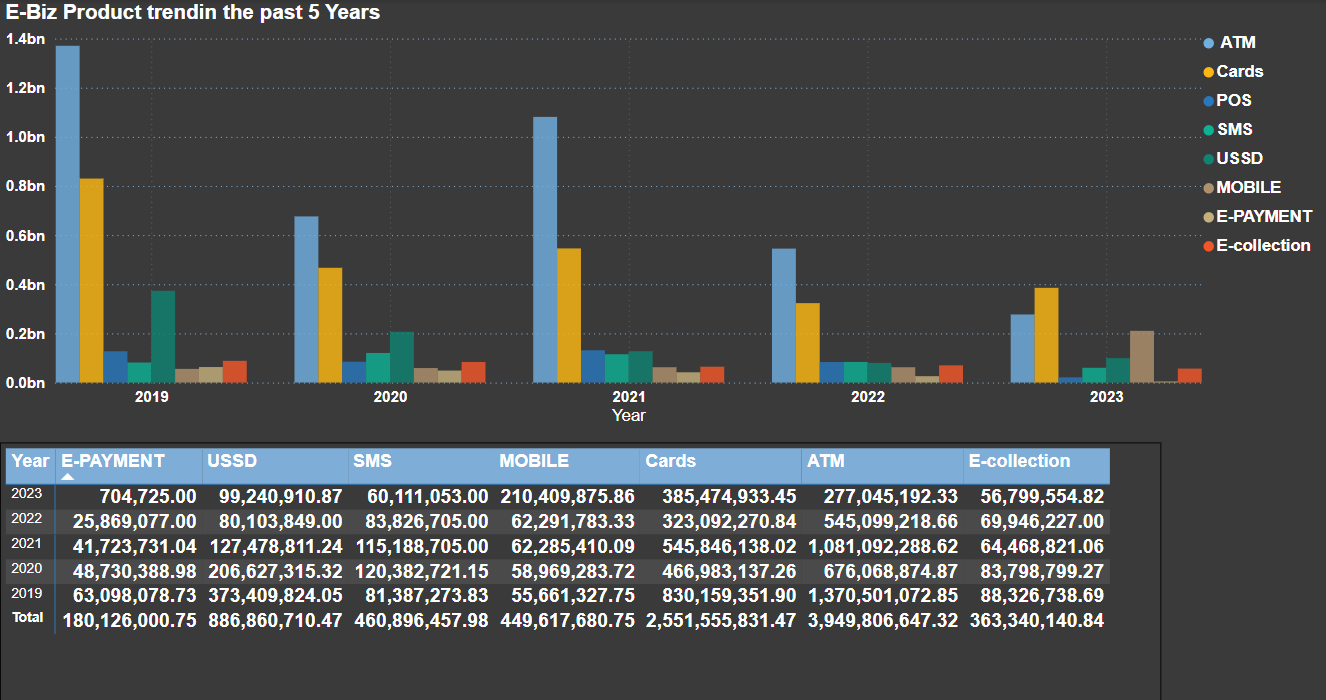 E-Biz Product trendin the past 5 Years
1.4bn
1.2bn
1.0bn
0.8bn
0.6bn
0.4bn
0.2bn
0.0bn
2019 2020 2021 2022 2023
Year
ATM
Cards
POS
SMS
USSD
MOBILE
E-PAYMENT
E-collection
Year E-PAYMENT USSD SMS MOBILE Cards ATM E-collection
2023 704,725.00 99,240,910.87 60,111,053.00 210,409,875.86 385,474,933.45 277,045,192.33 56,799,554.82
2022 25,869,077.00 80,103,849.00 83,826,705.00 62,291,783.33 323,092,270.84 545,099,218.66 69,946,227.00
2021 41,723,731.04 127,478,811.24 115,188,705.00 62,285,410.09 545,846,138.02 1,081,092,288.62 64,468,821.06
2020 48,730,388.98 206,627,315.32 120,382,721.15 58,969,283.72 466,983,137.26 676,068,874.87 83,798,799.27
2019 63,098,078.73 373,409,824.05 81,387,273.83 55,661,327.75 830,159,351.90 1,370,501,072.85 88,326,738.69
Total 180,126,000.75 886,860,710.47 460,896,457.98 449,617,680.75 2,551,555,831.47 3,949,806,647.32 363,340,140.84